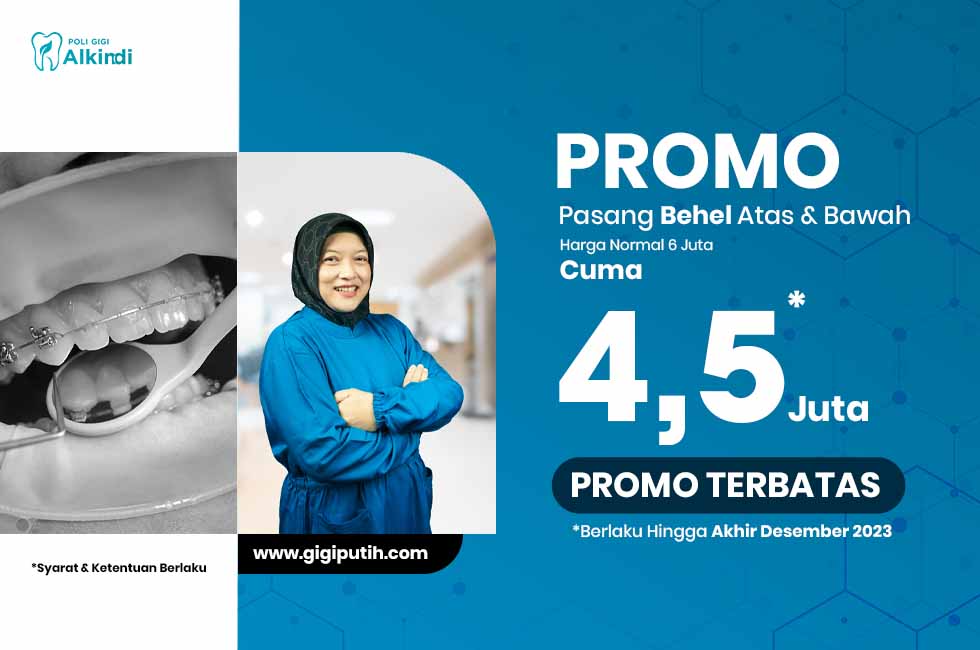 POLI GIGI
Alkindi
PROMO
Pasang Behel Atas & Bawah
Harga Normal 6 Juta
Cuma
4,5*
Juta
PROMO TERBATAS
*Berlaku Hingga Akhir Desember 2023
www.gigiputih.com
*Syarat & Ketentuan Berlaku